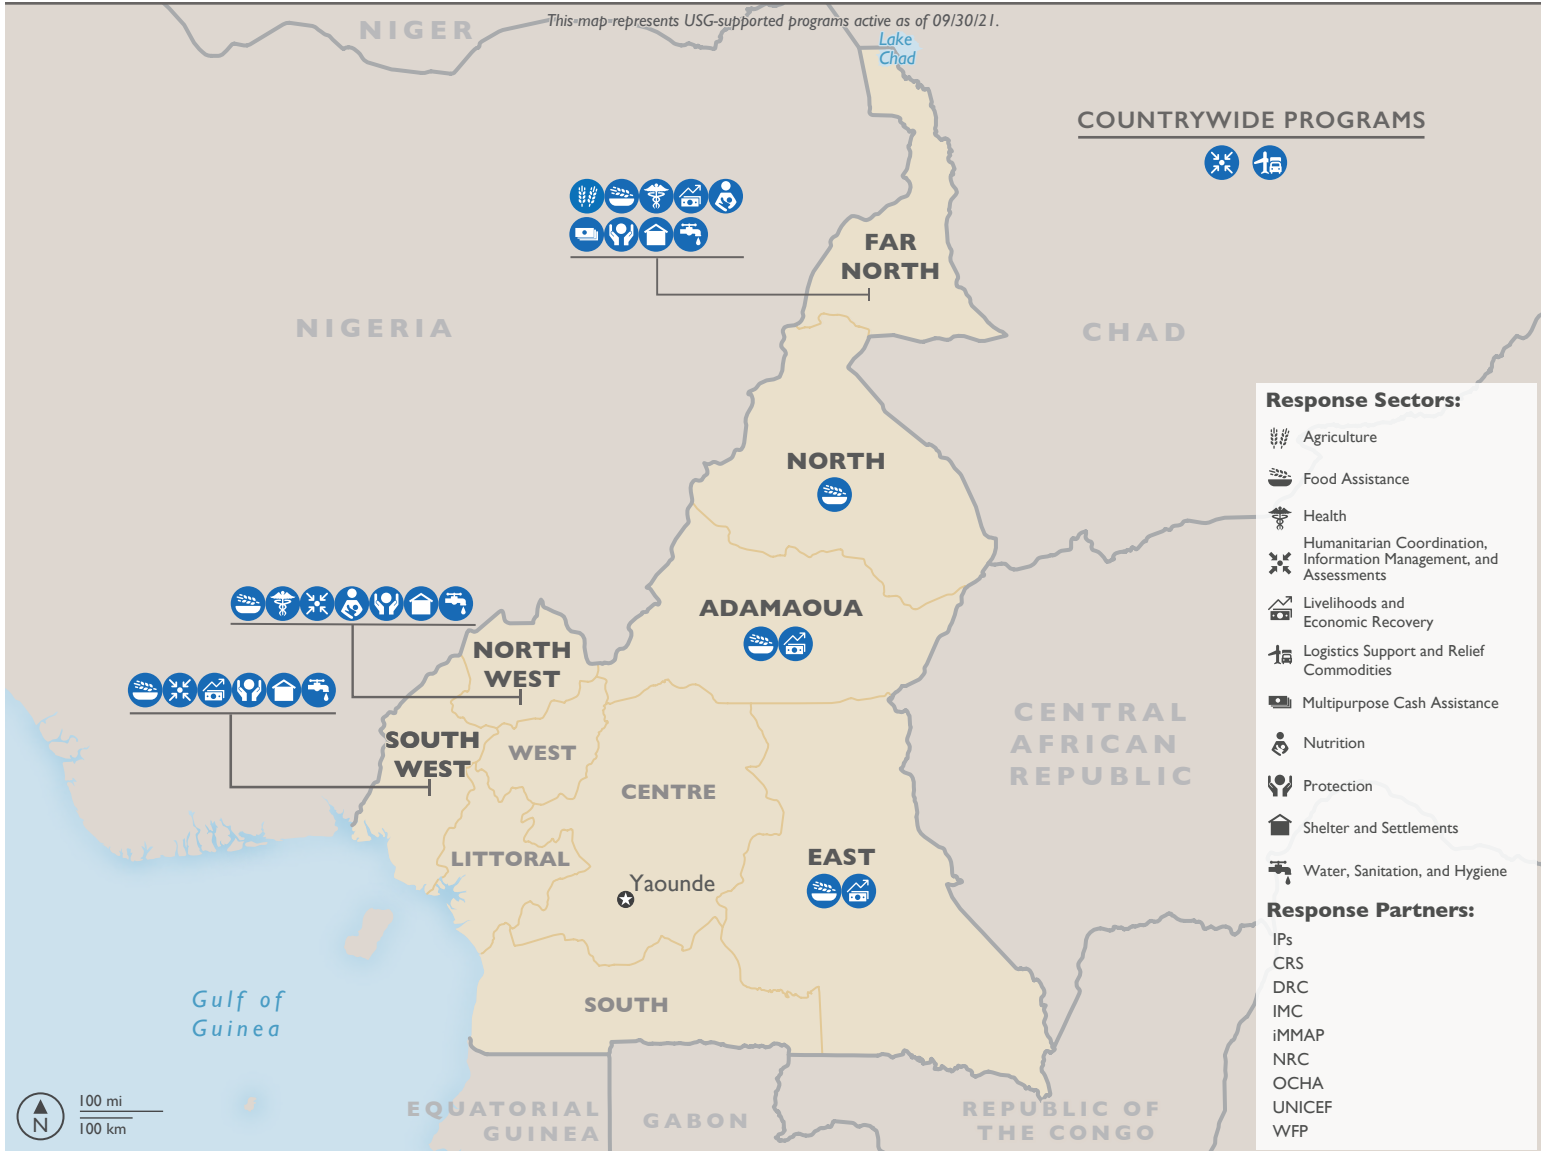 This map represents USG-supported programs active as of 09/30/21.
NIGER
Lake
Chad
COUNTRYWIDE PROGRAMS
FAR
NORTH
NIGERIA
CHAD
NORTH
ADAMAOUA
NORTH
WEST
SOUTH
WEST
WEST
CENTRE
CENTRAL
AFRICAN
REPUBLIC
LITTORAL
EAST
Yaounde
Gulf of
Guinea
SOUTH
N
100 mi
100 km
EQUATORIAL
GUINEA
GABON
REPUBLIC OF
THE CONGO
Response Sectors:
Agriculture
Food Assistance
Health
Humanitarian Coordination,
Information Management, and
Assessments
Livelihoods and
Economic Recovery
Logistics Support and Relief
Commodities
Multipurpose Cash Assistance
Nutrition
Protection
Shelter and Settlements
Water, Sanitation, and Hygiene
Response Partners:
IPs
CRS
DRC
IMC
iMMAP
NRC
OCHA
UNICEF
WFP